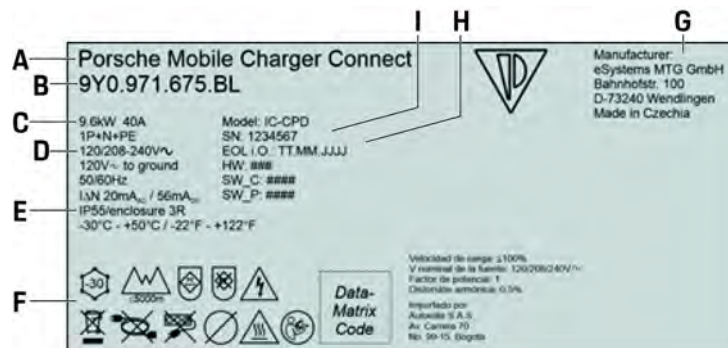 I H G
A Porsche Mobile Charger Connect
B 9Y0.971.675.BL
Manufacturer:
eSystems MTG GmbH
Bahnhofstr. 100
D-73240 Wendlingen
Made in Czechia
C 9.6kW 40A
1P+N+PE
D 120/208-240V~
120V~ to ground
50/60Hz
I∆N 20mAAC / 56mADC
E IP55/enclosure 3R
-30°C - +50°C / -22°F - +122°F
Model: IC-CPD
SN: 1234567
EOL i.O.: TT.MM.JJJJ
HW: ###
SW_C: ####
SW_P: ####
F
-30
≤5000m
Data-
Matrix
Code
Velocidad de carga: ≥100%
V nominal de la fuente: 120/208/240V~
Factor de potencial: 1
Distorsión armónica: 0.5%
Importado por
Autoelite S.A.S
Av. Carrera 70
No. 99-15, Bogota